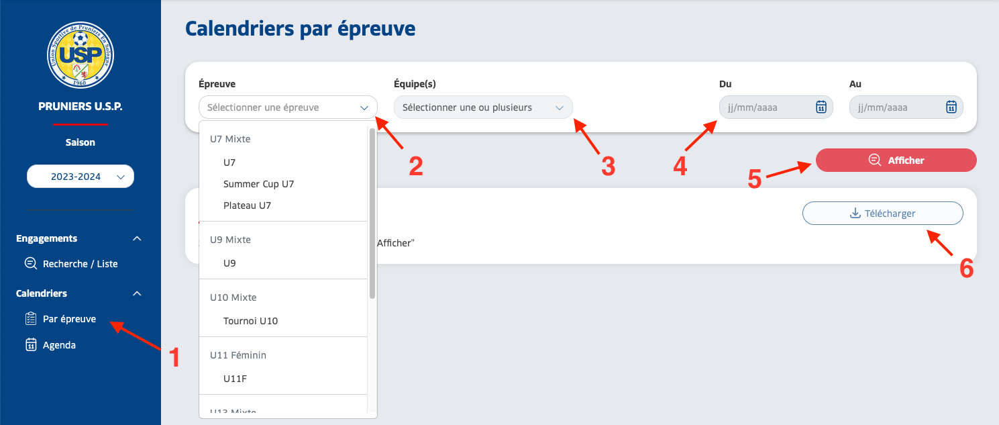 Union Sportive de Pruniers En Sologne
USP
1960
PRUNIERS U.S.P.
Saison
2023-2024
Engagements
Recherche / Liste
Calendriers
Par épreuve
11 Agenda
1
Calendriers par épreuve
Épreuve
Équipe(s)
Du
Au
Sélectionner une épreuve
Sélectionner une ou plusieurs
jj/mm/aaaa 11
jj/mm/aaaa 11
2
3
4
5
Afficher
U7 Mixte
U7
Summer Cup U7
Plateau U7
Télécharger
U9 Mixte
Afficher"
U9
6
U10 Mixte
Tournoi U10
U11 Féminin
U11F
U13 Mixte